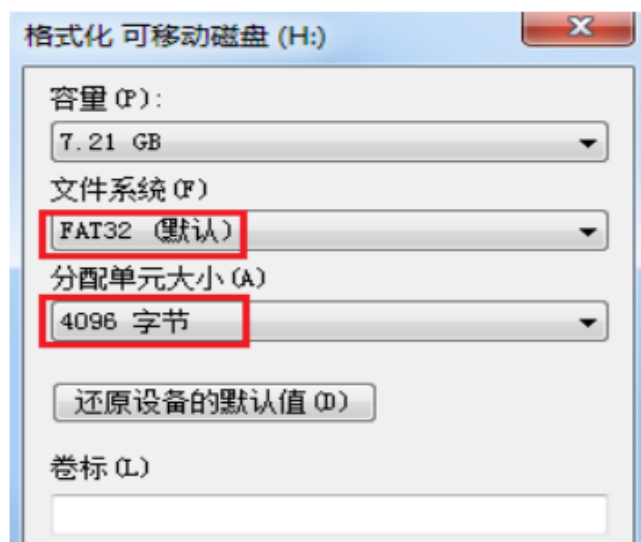 格式化 可移动磁盘 (H:)
容量(P):
7.21 GB
文件系统(F)
FAT32 (默认)
分配单元大小(A)
4096 字节
还原设备的默认值(D)
卷标(L)